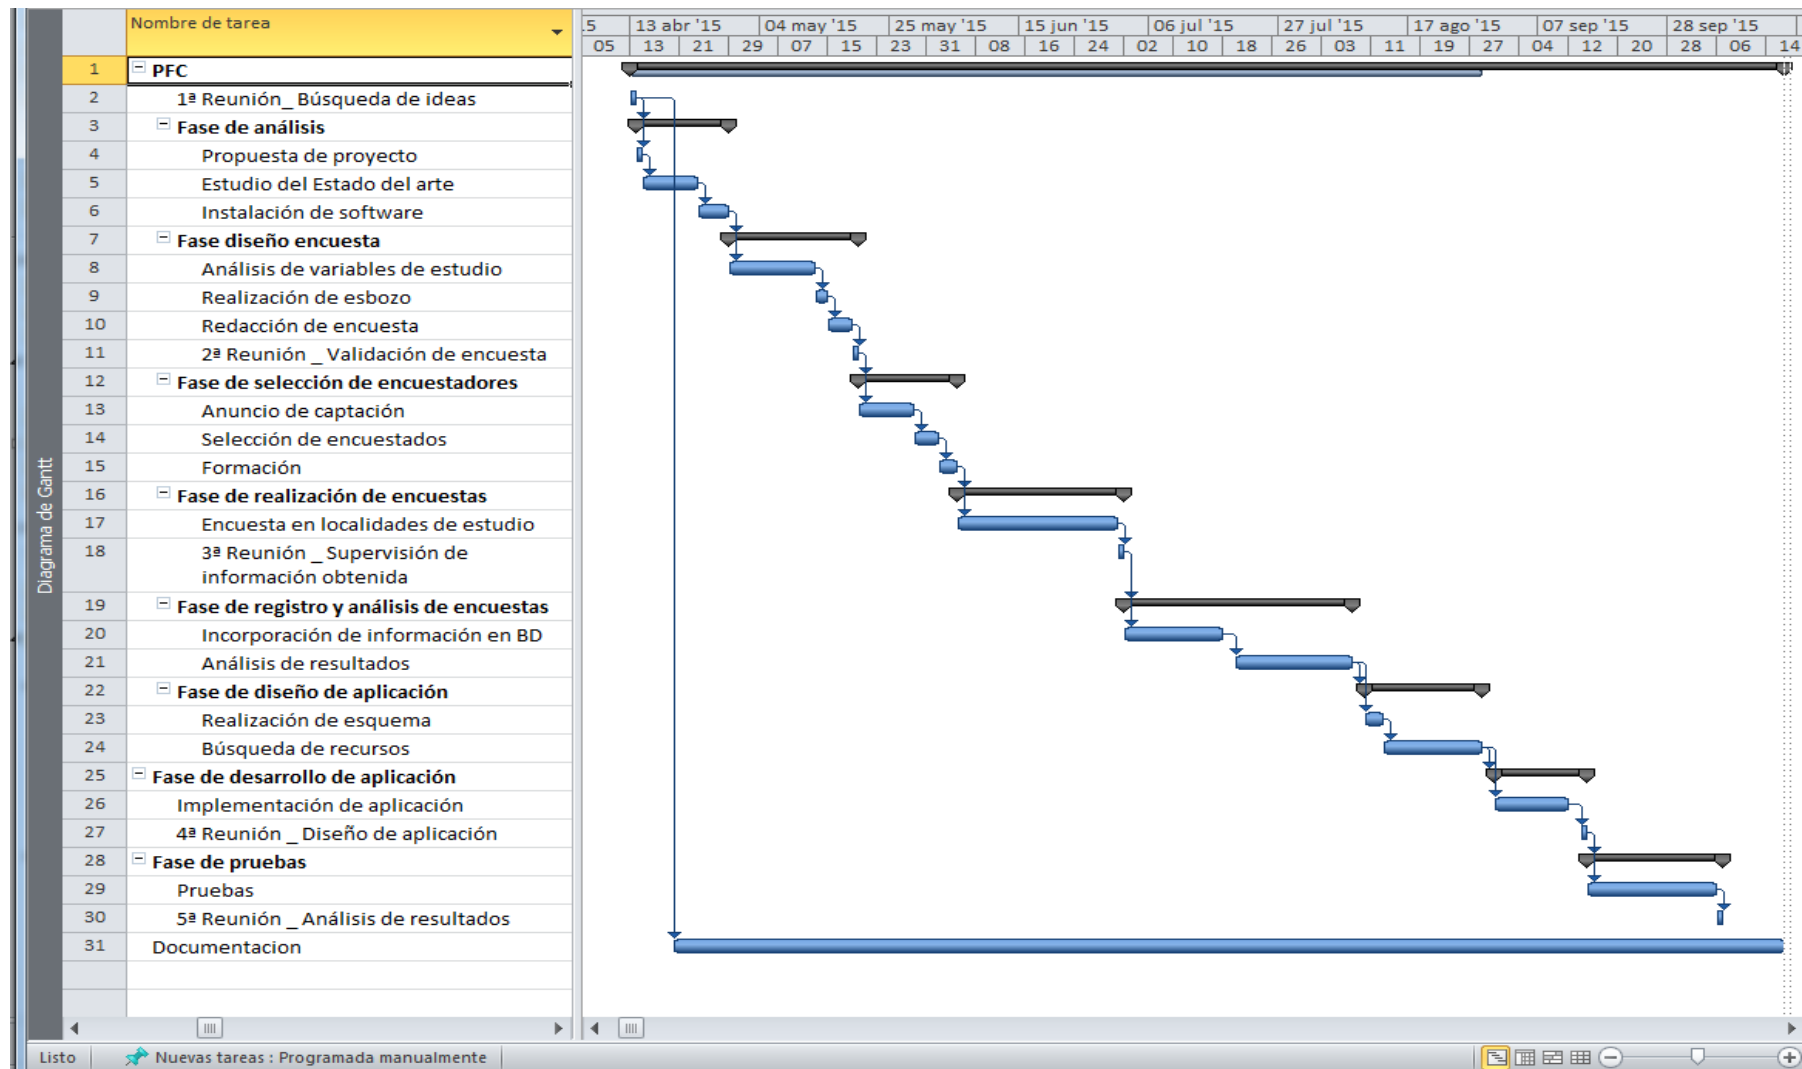 Nombre de tarea
5 13 abr '15 04 may '15 25 may '15 15 jun '15 06 jul '15 27 jul '15 17 ago '15 07 sep '15 28 sep '15
05 13 21 29 07 15 23 31 08 16 24 02 10 18 26 03 11 19 27 04 12 20 28 06 14
1 PFC
2 1ª Reunión_ Búsqueda de ideas
3 Fase de análisis
4 Propuesta de proyecto
5 Estudio del Estado del arte
6 Instalación de software
7 Fase diseño encuesta
8 Análisis de variables de estudio
9 Realización de esbozo
10 Redacción de encuesta
11 2ª Reunión _ Validación de encuesta
12 Fase de selección de encuestadores
13 Anuncio de captación
14 Selección de encuestados
15 Formación
16 Fase de realización de encuestas
17 Encuesta en localidades de estudio
18 3ª Reunión _ Supervisión de
información obtenida
19 Fase de registro y análisis de encuestas
20 Incorporación de información en BD
21 Análisis de resultados
22 Fase de diseño de aplicación
23 Realización de esquema
24 Búsqueda de recursos
25 Fase de desarrollo de aplicación
26 Implementación de aplicación
27 4ª Reunión _ Diseño de aplicación
28 Fase de pruebas
29 Pruebas
30 5ª Reunión _ Análisis de resultados
31 Documentacion
Diagrama de Gantt
Listo
Nuevas tareas : Programada manualmente